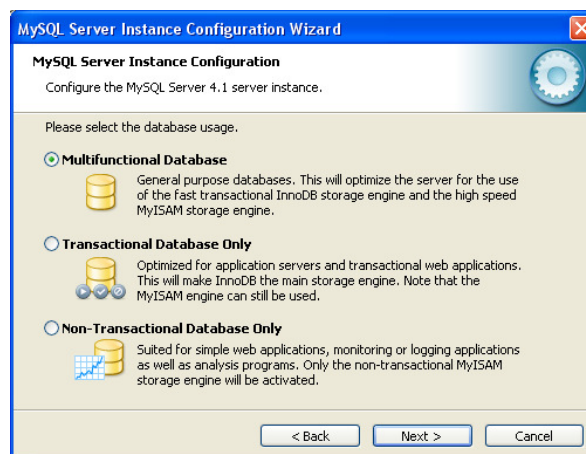 MySQL Server Instance Configuration Wizard
MySQL Server Instance Configuration
Configure the MySQL Server 4.1 server instance.
Please select the database usage.
Multifunctional Database
General purpose databases. This will optimize the server for the use
of the fast transactional InnoDB storage engine and the high speed
MyISAM storage engine.
Transactional Database Only
Optimized for application servers and transactional web applications.
This will make InnoDB the main storage engine. Note that the
MyISAM engine can still be used.
Non-Transactional Database Only
Suited for simple web applications, monitoring or logging applications
as well as analysis programs. Only the non-transactional MyISAM
storage engine will be activated.
< Back Next > Cancel